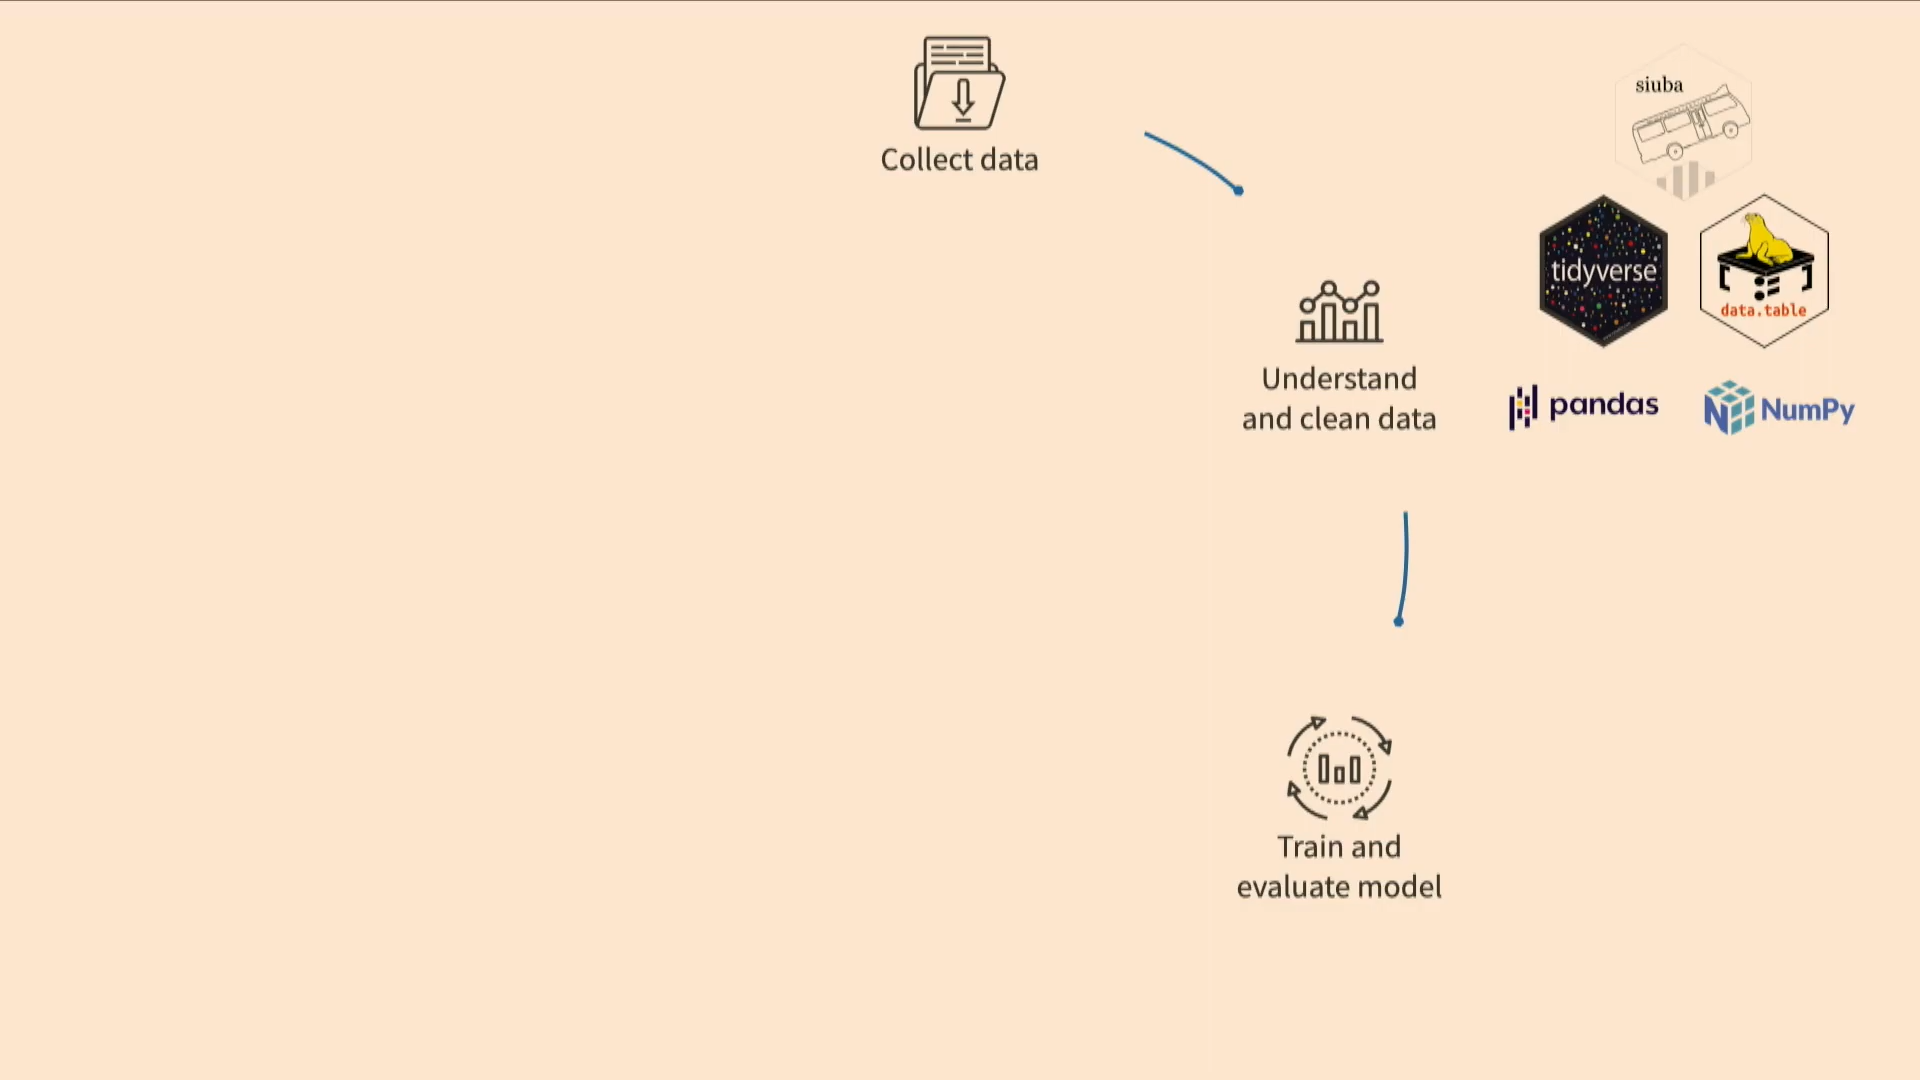 Collect data
siuba
tidyverse
data.table
Understand
and clean data
pandas
NumPy
Train and
evaluate model